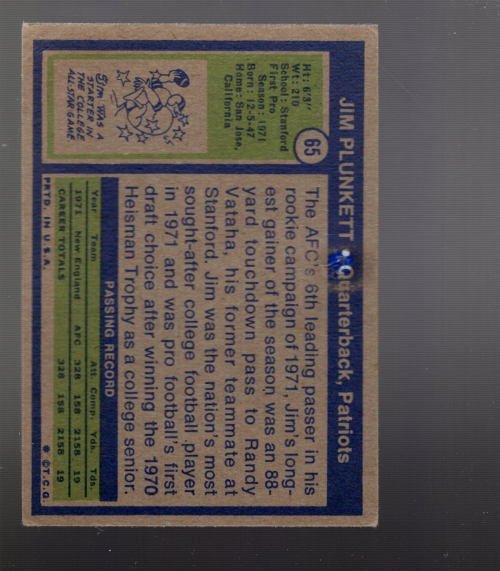 JIM PLUNKETT • Quarterback, Patriots
65
Ht: 6'3"
Wt: 210
School: Stanford
First Pro
Season: 1971
Born: 12-5-47
Home: San Jose,
California
JIM WAS A
STARTER IN
THE COLLEGE
ALL-STAR GAME
The AFC's 6th leading passer in his
rookie campaign of 1971, Jim's long-
est gainer of the season was an 88-
yard touchdown pass to Randy
Vataha, his former teammate at
Stanford. Jim was the nation's most
sought-after college football player
in 1971 and was pro football's first
draft choice after winning the 1970
Heisman Trophy as a college senior.
PASSING RECORD
Year Team Att. Comp. Yds. Tds.
1971 New England AFC 328 158 2158 19
CAREER TOTALS 328 158 2158 19
PRTD. IN U.S.A. * © T.C.G.